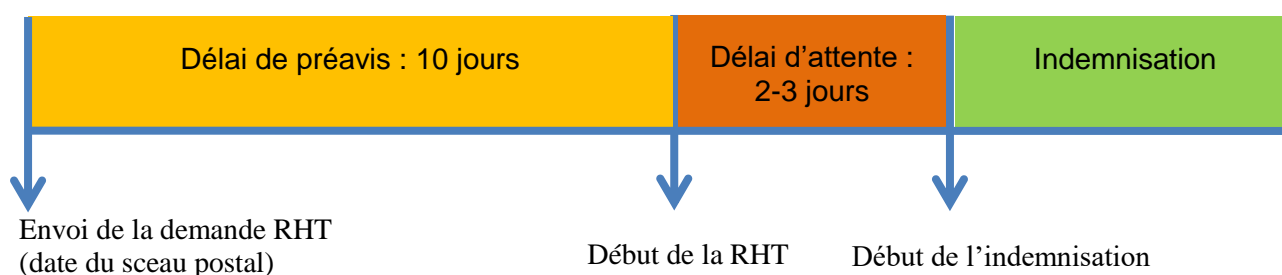 Délai de préavis : 10 jours
Délai d’attente :
2-3 jours
Indemnisation
Envoi de la demande RHT
(date du sceau postal)
Début de la RHT
Début de l’indemnisation